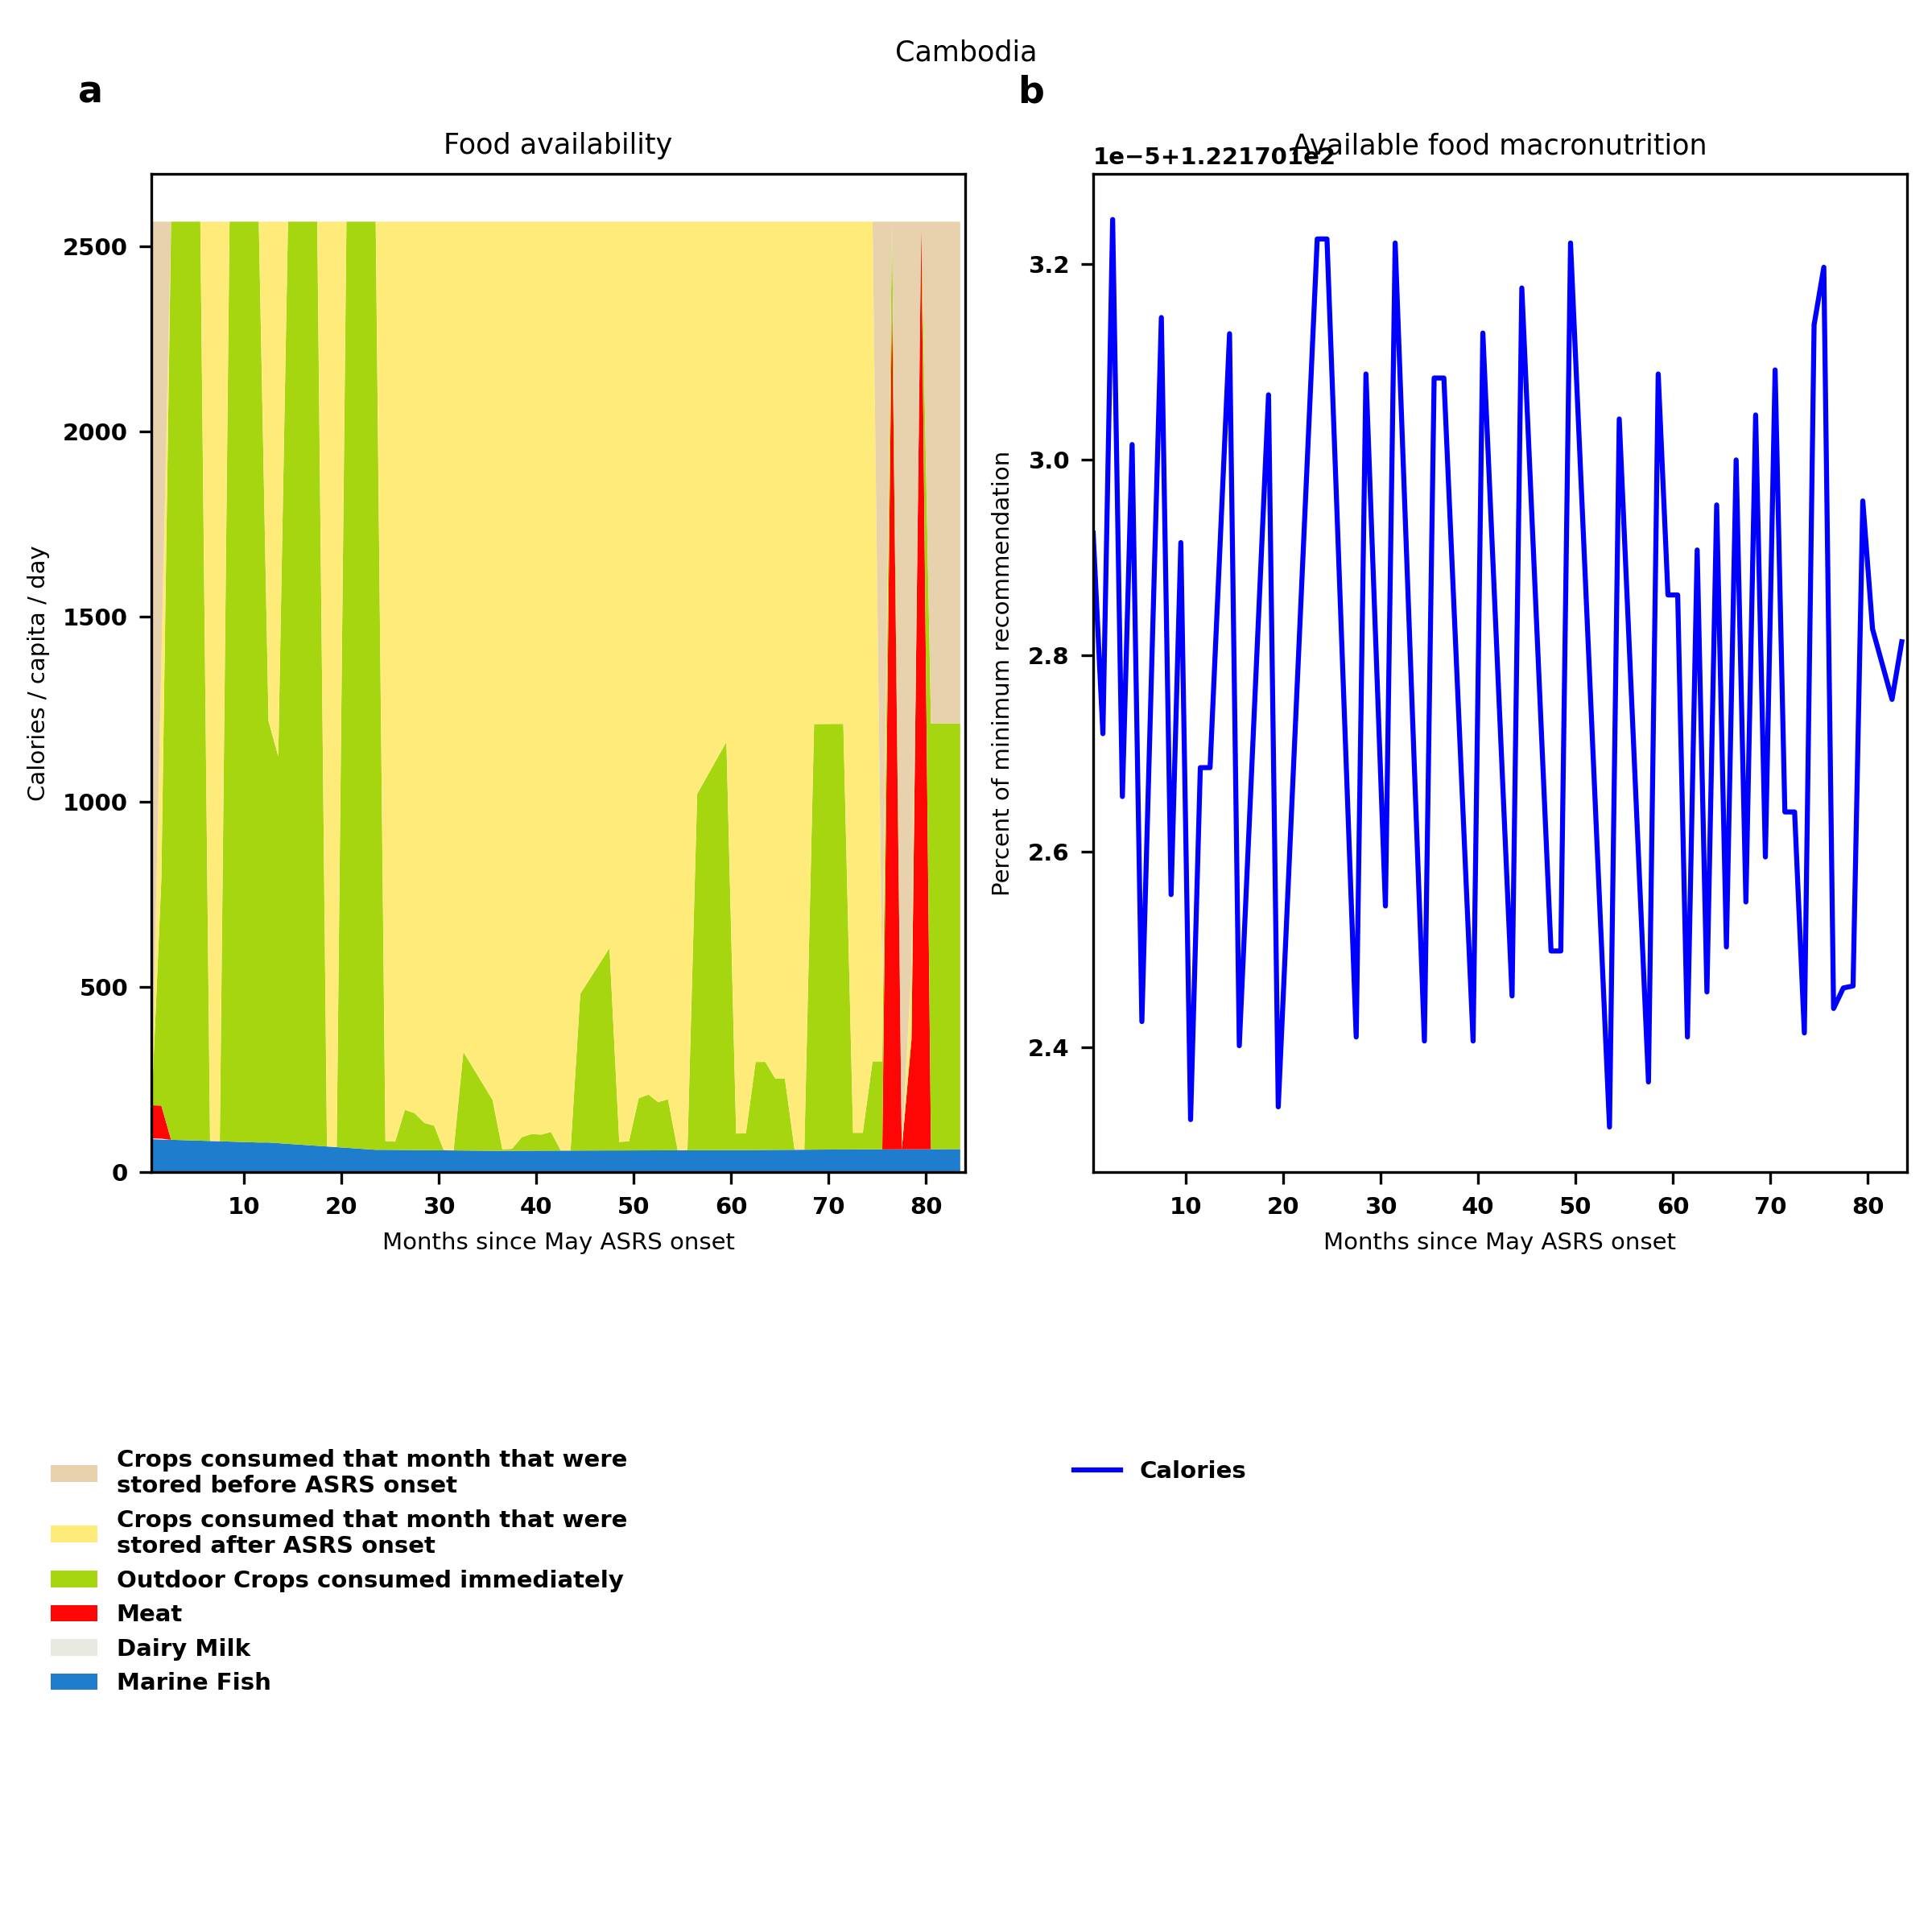 Cambodia
a
b
Food availability
Available food macronutrition
1e−5+1.221701e2
2500
2000
1500
1000
500
0
Calories / capita / day
10 20 30 40 50 60 70 80
Months since May ASRS onset
3.2
3.0
2.8
2.6
2.4
Percent of minimum recommendation
10 20 30 40 50 60 70 80
Months since May ASRS onset
Crops consumed that month that were
stored before ASRS onset
Crops consumed that month that were
stored after ASRS onset
Outdoor Crops consumed immediately
Meat
Dairy Milk
Marine Fish
Calories